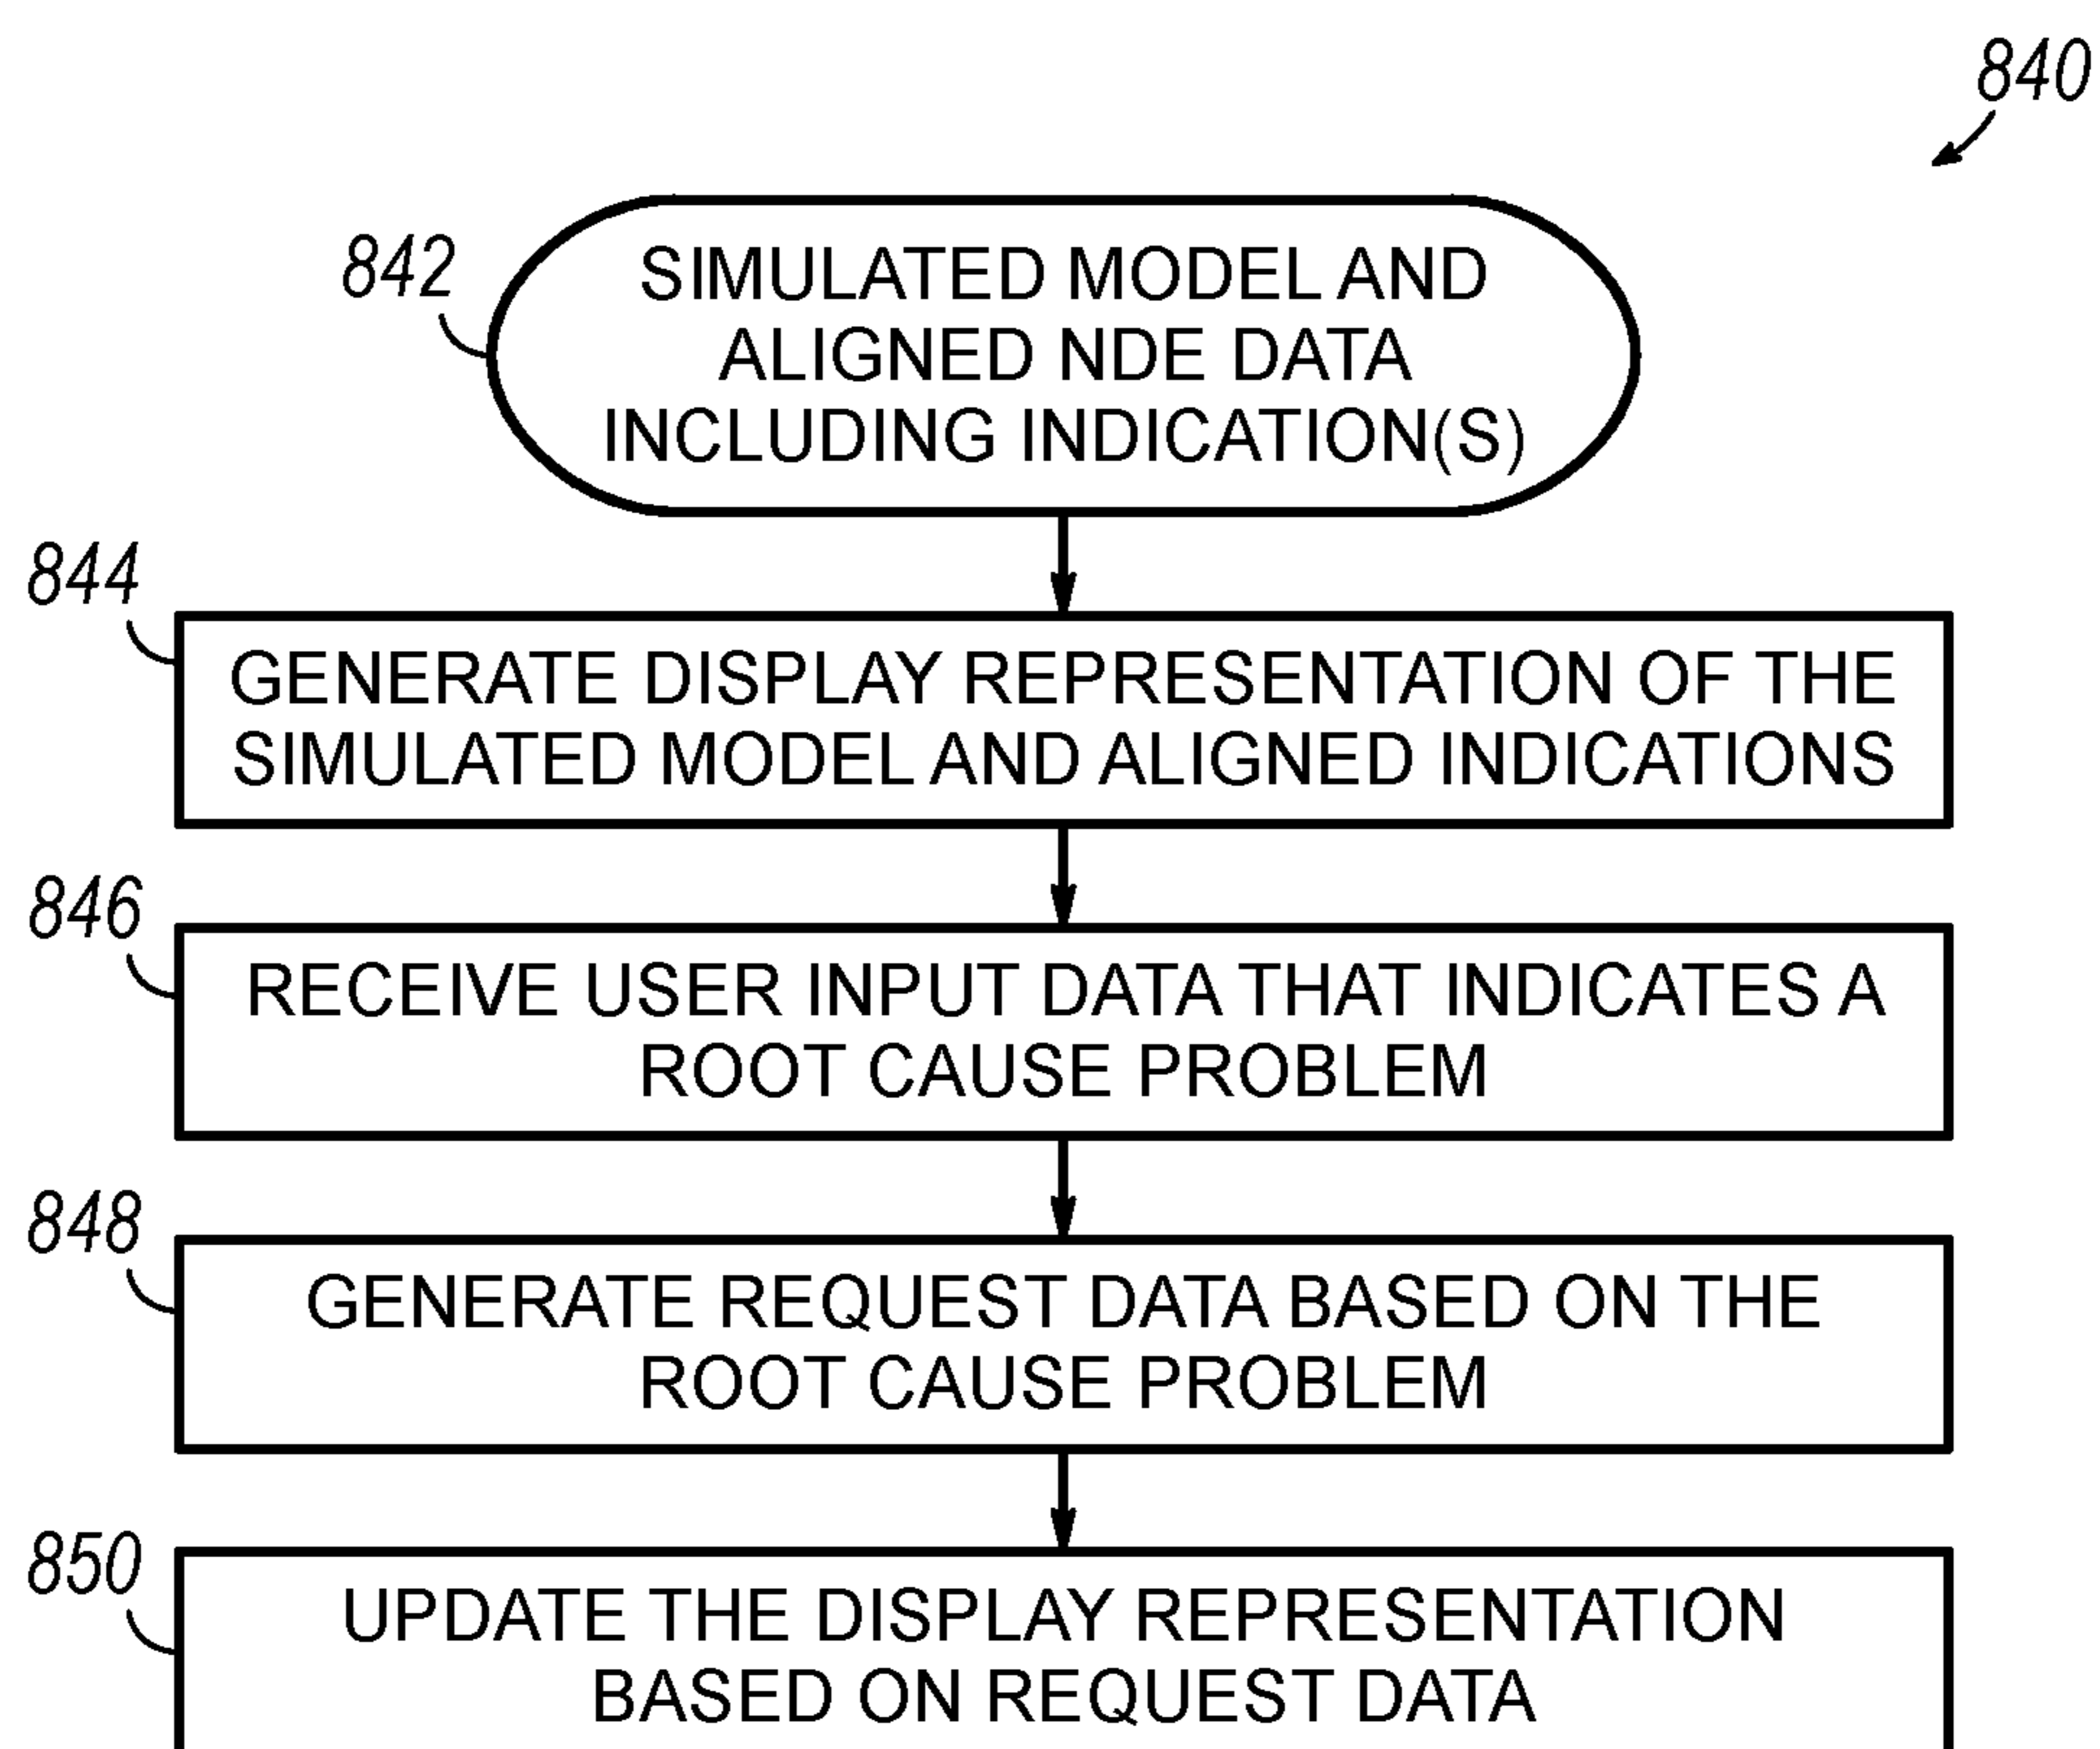 840
842
SIMULATED MODEL AND
ALIGNED NDE DATA
INCLUDING INDICATION(S)
844
GENERATE DISPLAY REPRESENTATION OF THE
SIMULATED MODEL AND ALIGNED INDICATIONS
846
RECEIVE USER INPUT DATA THAT INDICATES A
ROOT CAUSE PROBLEM
848
GENERATE REQUEST DATA BASED ON THE
ROOT CAUSE PROBLEM
850
UPDATE THE DISPLAY REPRESENTATION
BASED ON REQUEST DATA